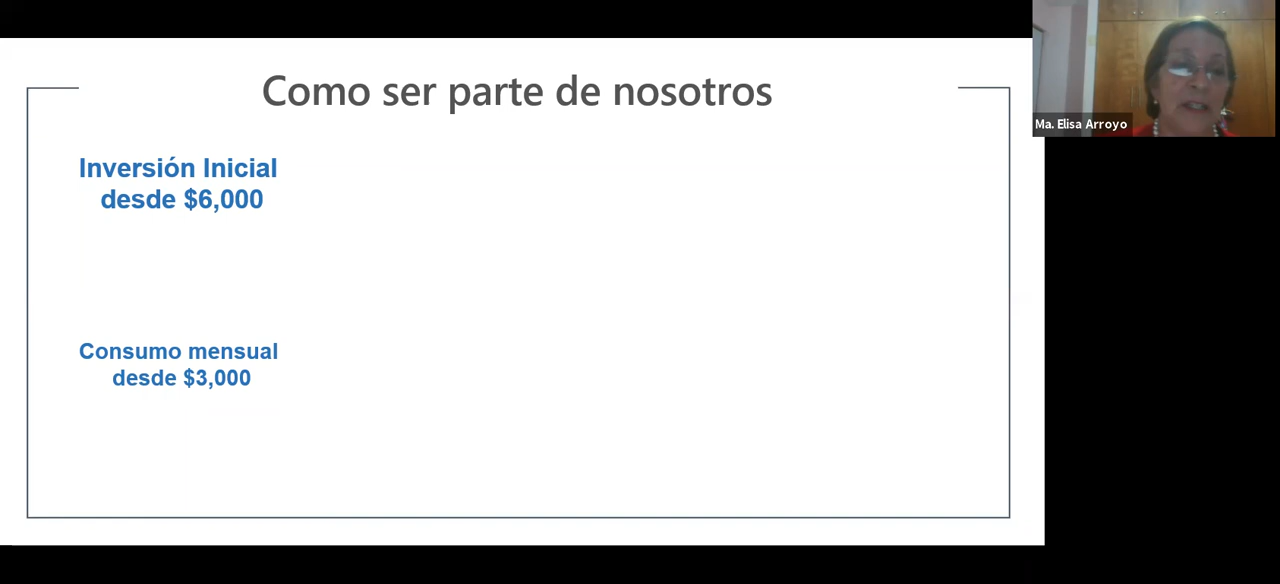 Como ser parte de nosotros
Inversión Inicial
desde $6,000
Consumo mensual
desde $3,000
Ma. Elisa Arroyo